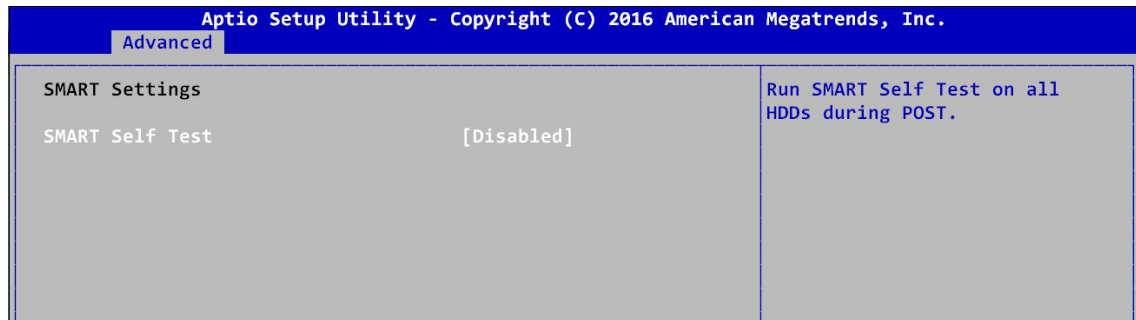 Aptio Setup Utility - Copyright (C) 2016 American Megatrends, Inc.
Advanced
SMART Settings
SMART Self Test [Disabled]
Run SMART Self Test on all
HDDs during POST.